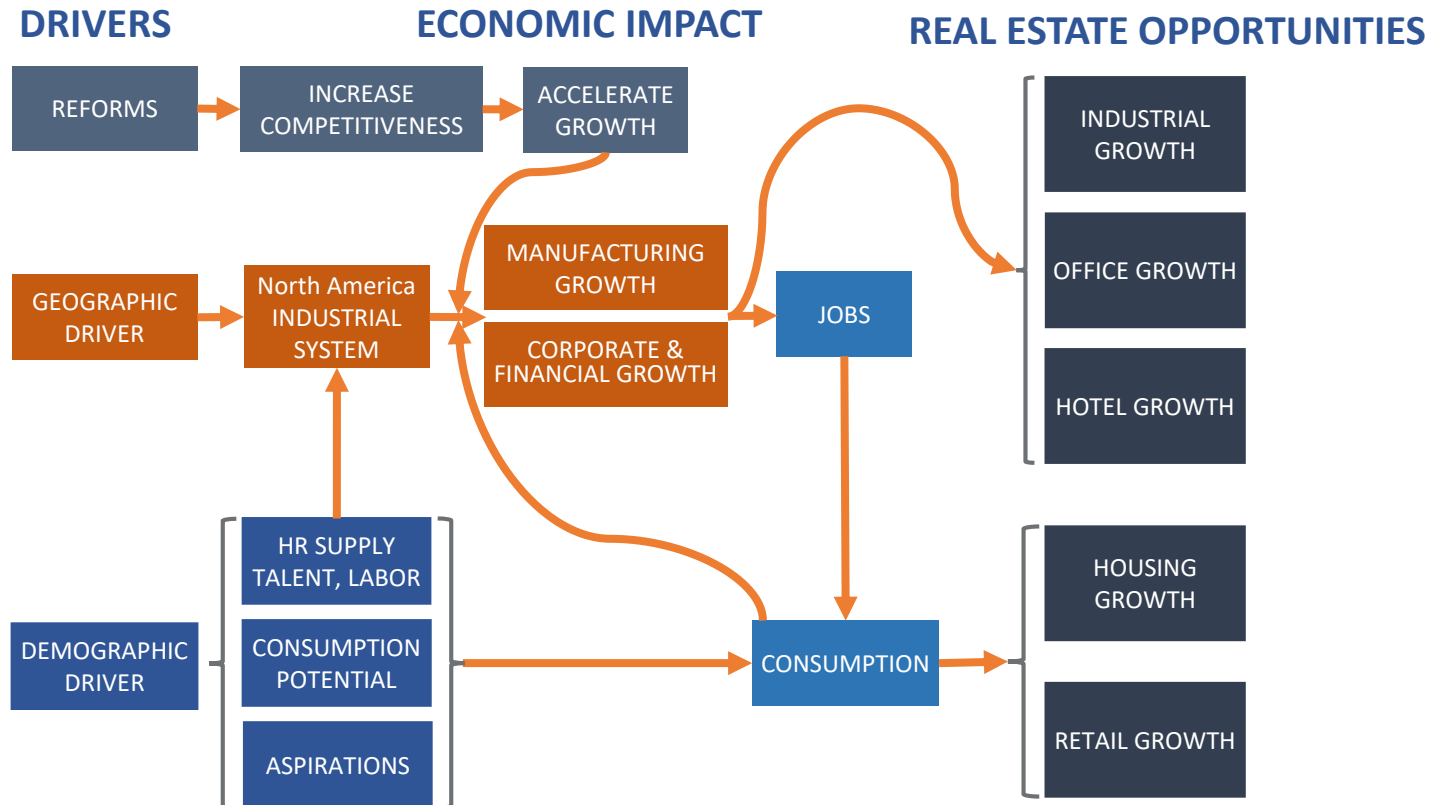 DRIVERS
ECONOMIC IMPACT
REAL ESTATE OPPORTUNITIES
REFORMS
INCREASE
COMPETITIVENESS
ACCELERATE
GROWTH
INDUSTRIAL
GROWTH
OFFICE GROWTH
HOTEL GROWTH
GEOGRAPHIC
DRIVER
North America
INDUSTRIAL
SYSTEM
MANUFACTURING
GROWTH
CORPORATE &
FINANCIAL GROWTH
JOBS
DEMOGRAPHIC
DRIVER
HR SUPPLY
TALENT, LABOR
CONSUMPTION
POTENTIAL
ASPIRATIONS
CONSUMPTION
HOUSING
GROWTH
RETAIL GROWTH